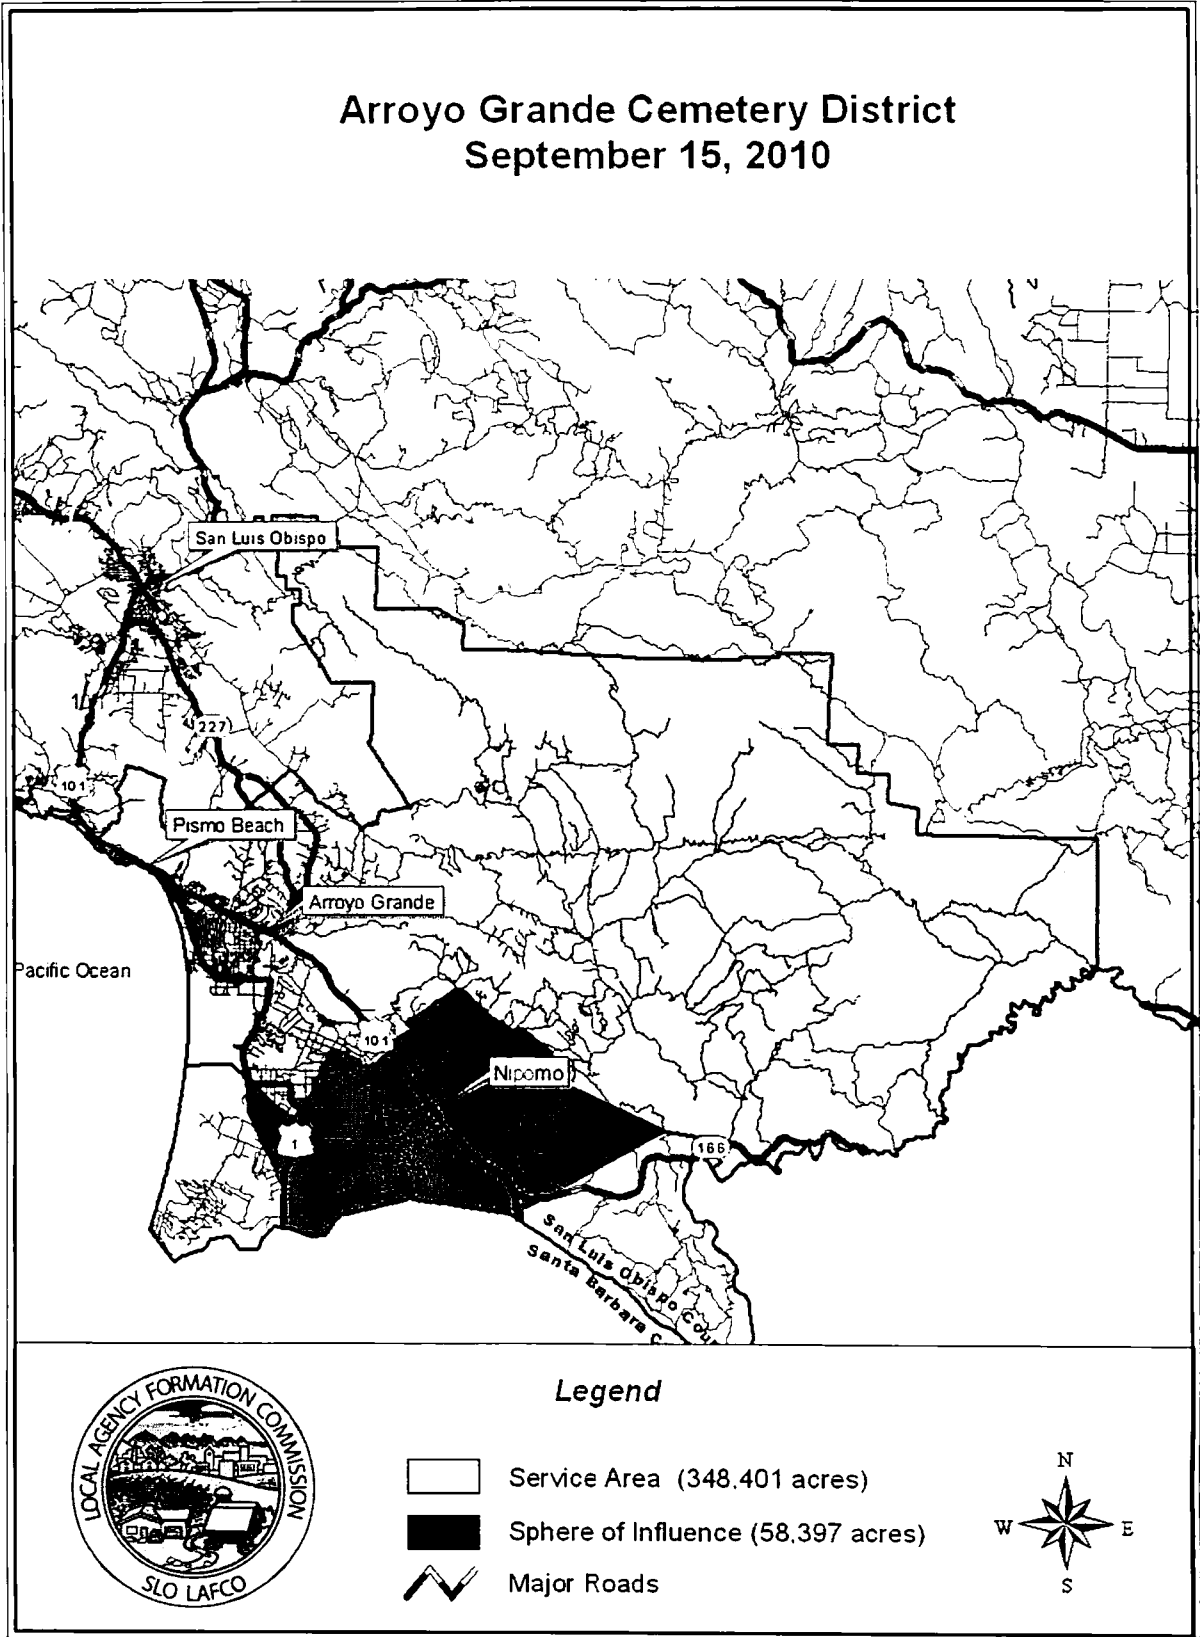 Arroyo Grande Cemetery District
September 15, 2010
San Luis Obispo
1
227
101
Pismo Beach
Arroyo Grande
Pacific Ocean
101
Nipomo
1
166
San Luis Obispo Cou
Santa Barbara C
Legend
LOCAL AGENCY FORMATION COMMISSION
SLO LAFCO
Service Area (348,401 acres)
Sphere of Influence (58,397 acres)
Major Roads
N
W
E
S